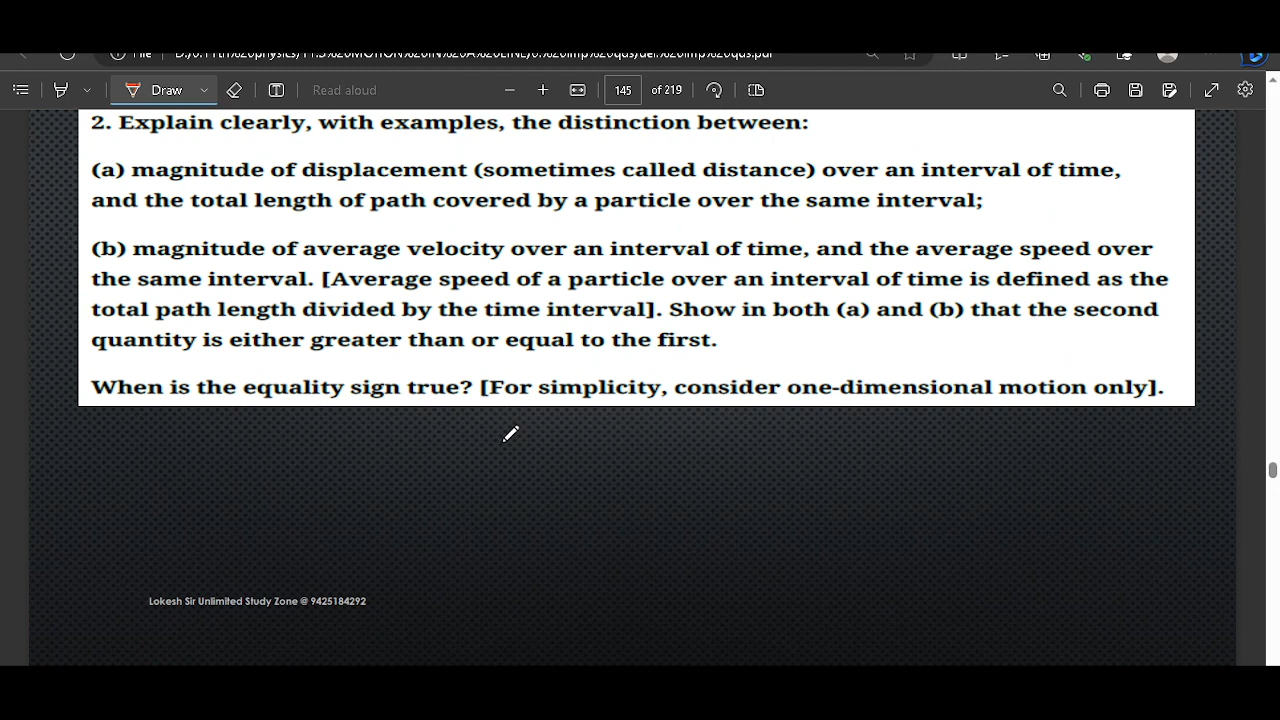 Draw
Read aloud
145 of 219
2. Explain clearly, with examples, the distinction between:
(a) magnitude of displacement (sometimes called distance) over an interval of time,
and the total length of path covered by a particle over the same interval;
(b) magnitude of average velocity over an interval of time, and the average speed over
the same interval. [Average speed of a particle over an interval of time is defined as the
total path length divided by the time interval]. Show in both (a) and (b) that the second
quantity is either greater than or equal to the first.
When is the equality sign true? [For simplicity, consider one-dimensional motion only].
Lokesh Sir Unlimited Study Zone @ 9425184292